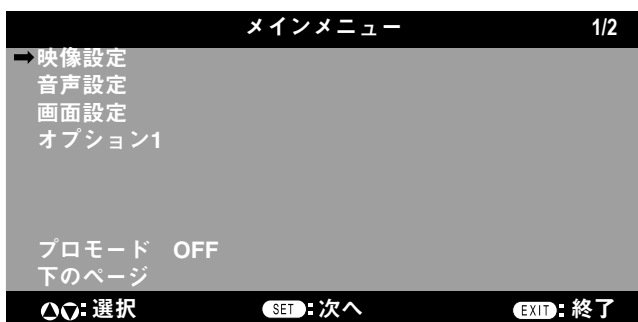 メインメニュー 1/2
➡映像設定
音声設定
画面設定
オプション1
プロモード OFF
下のページ
△▽:選択 SET:次へ EXIT:終了